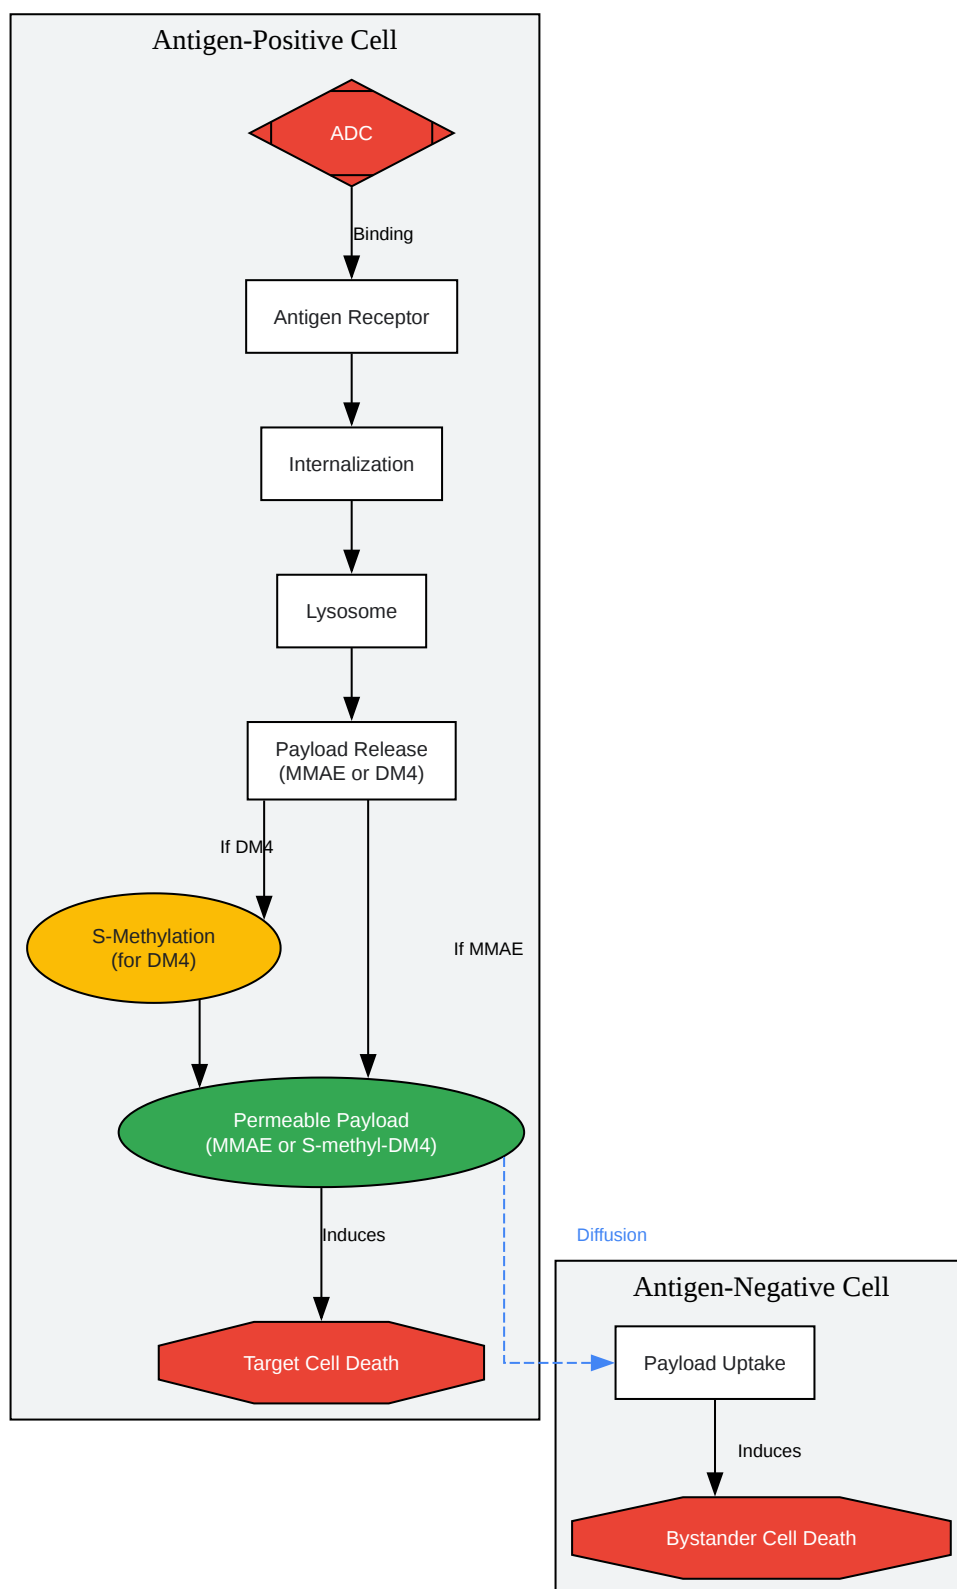 Antigen-Positive Cell
ADC
Binding
Antigen Receptor
Internalization
Lysosome
Payload Release
(MMAE or DM4)
If DM4
S-Methylation
(for DM4)
If MMAE
Permeable Payload
(MMAE or S-methyl-DM4)
Induces
Diffusion
Antigen-Negative Cell
Target Cell Death
Payload Uptake
Induces
Bystander Cell Death